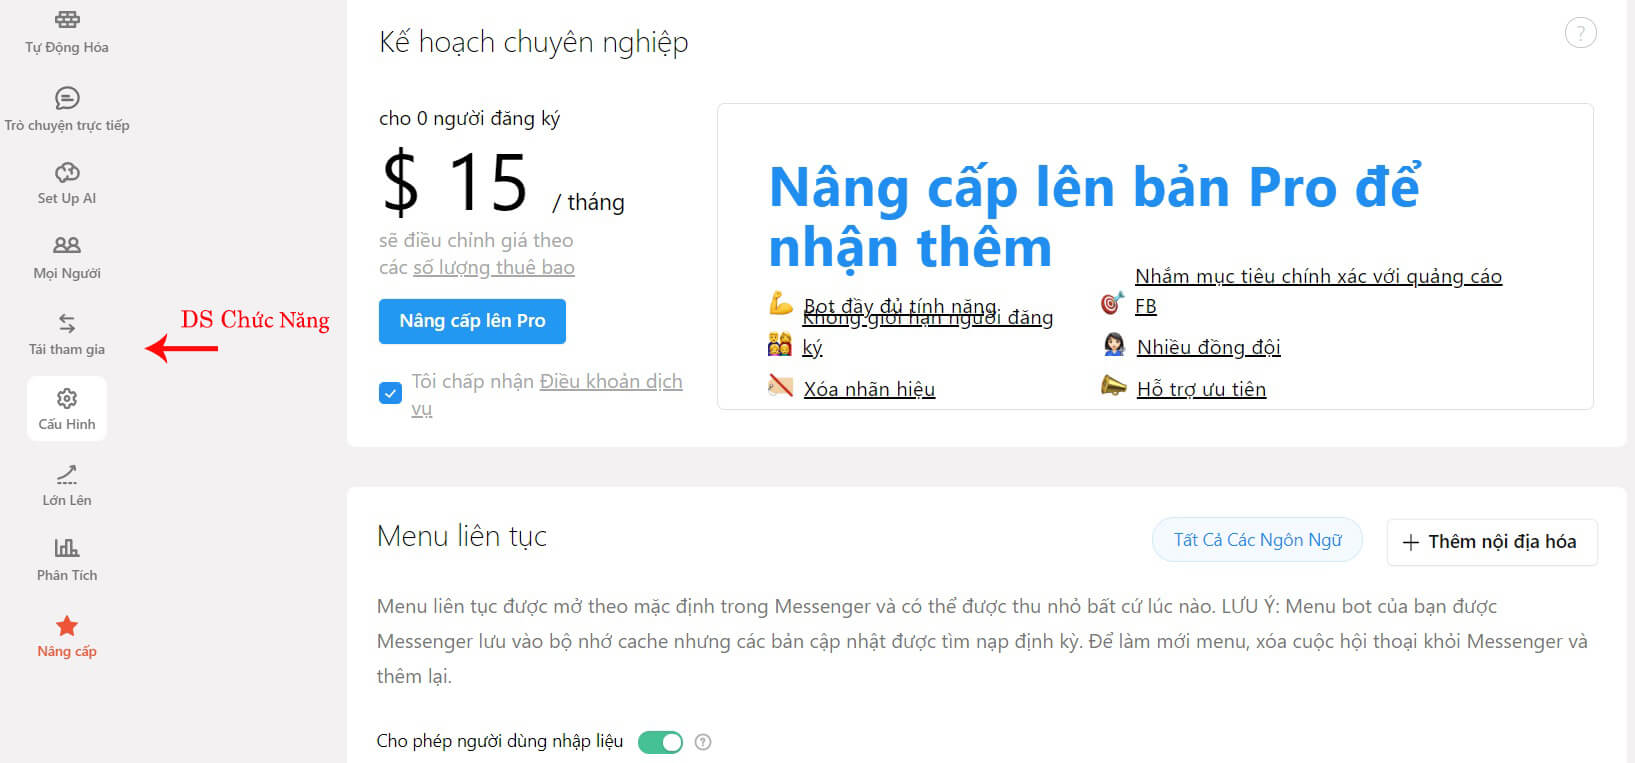 Tự Động Hóa
Trò chuyện trực tiếp
Set Up AI
Mọi Người
Tái tham gia
DS Chức Năng
Cấu Hình
Lớn Lên
Phân Tích
Nâng cấp
Kế hoạch chuyên nghiệp
?
cho 0 người đăng ký
$ 15 / tháng
sẽ điều chỉnh giá theo
các số lượng thuê bao
Nâng cấp lên Pro
Tôi chấp nhận Điều khoản dịch
vụ
Nâng cấp lên bản Pro để
nhận thêm
Bot đầy đủ tính năng
Không giới hạn người đăng
ký
Xóa nhãn hiệu
Nhắm mục tiêu chính xác với quảng cáo
FB
Nhiều đồng đội
Hỗ trợ ưu tiên
Menu liên tục
Tất Cả Các Ngôn Ngữ
+ Thêm nội địa hóa
Menu liên tục được mở theo mặc định trong Messenger và có thể được thu nhỏ bất cứ lúc nào. LƯU Ý: Menu bot của bạn được
Messenger lưu vào bộ nhớ cache nhưng các bản cập nhật được tìm nạp định kỳ. Để làm mới menu, xóa cuộc hội thoại khỏi Messenger và
thêm lại.
Cho phép người dùng nhập liệu
?